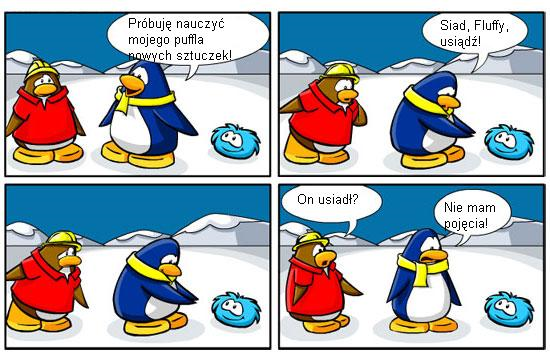 Próbuję nauczyć
mojego puffla
nowych sztuczek!
Siad, Fluffy,
usiądź!
On usiadł?
Nie mam
pojęcia!